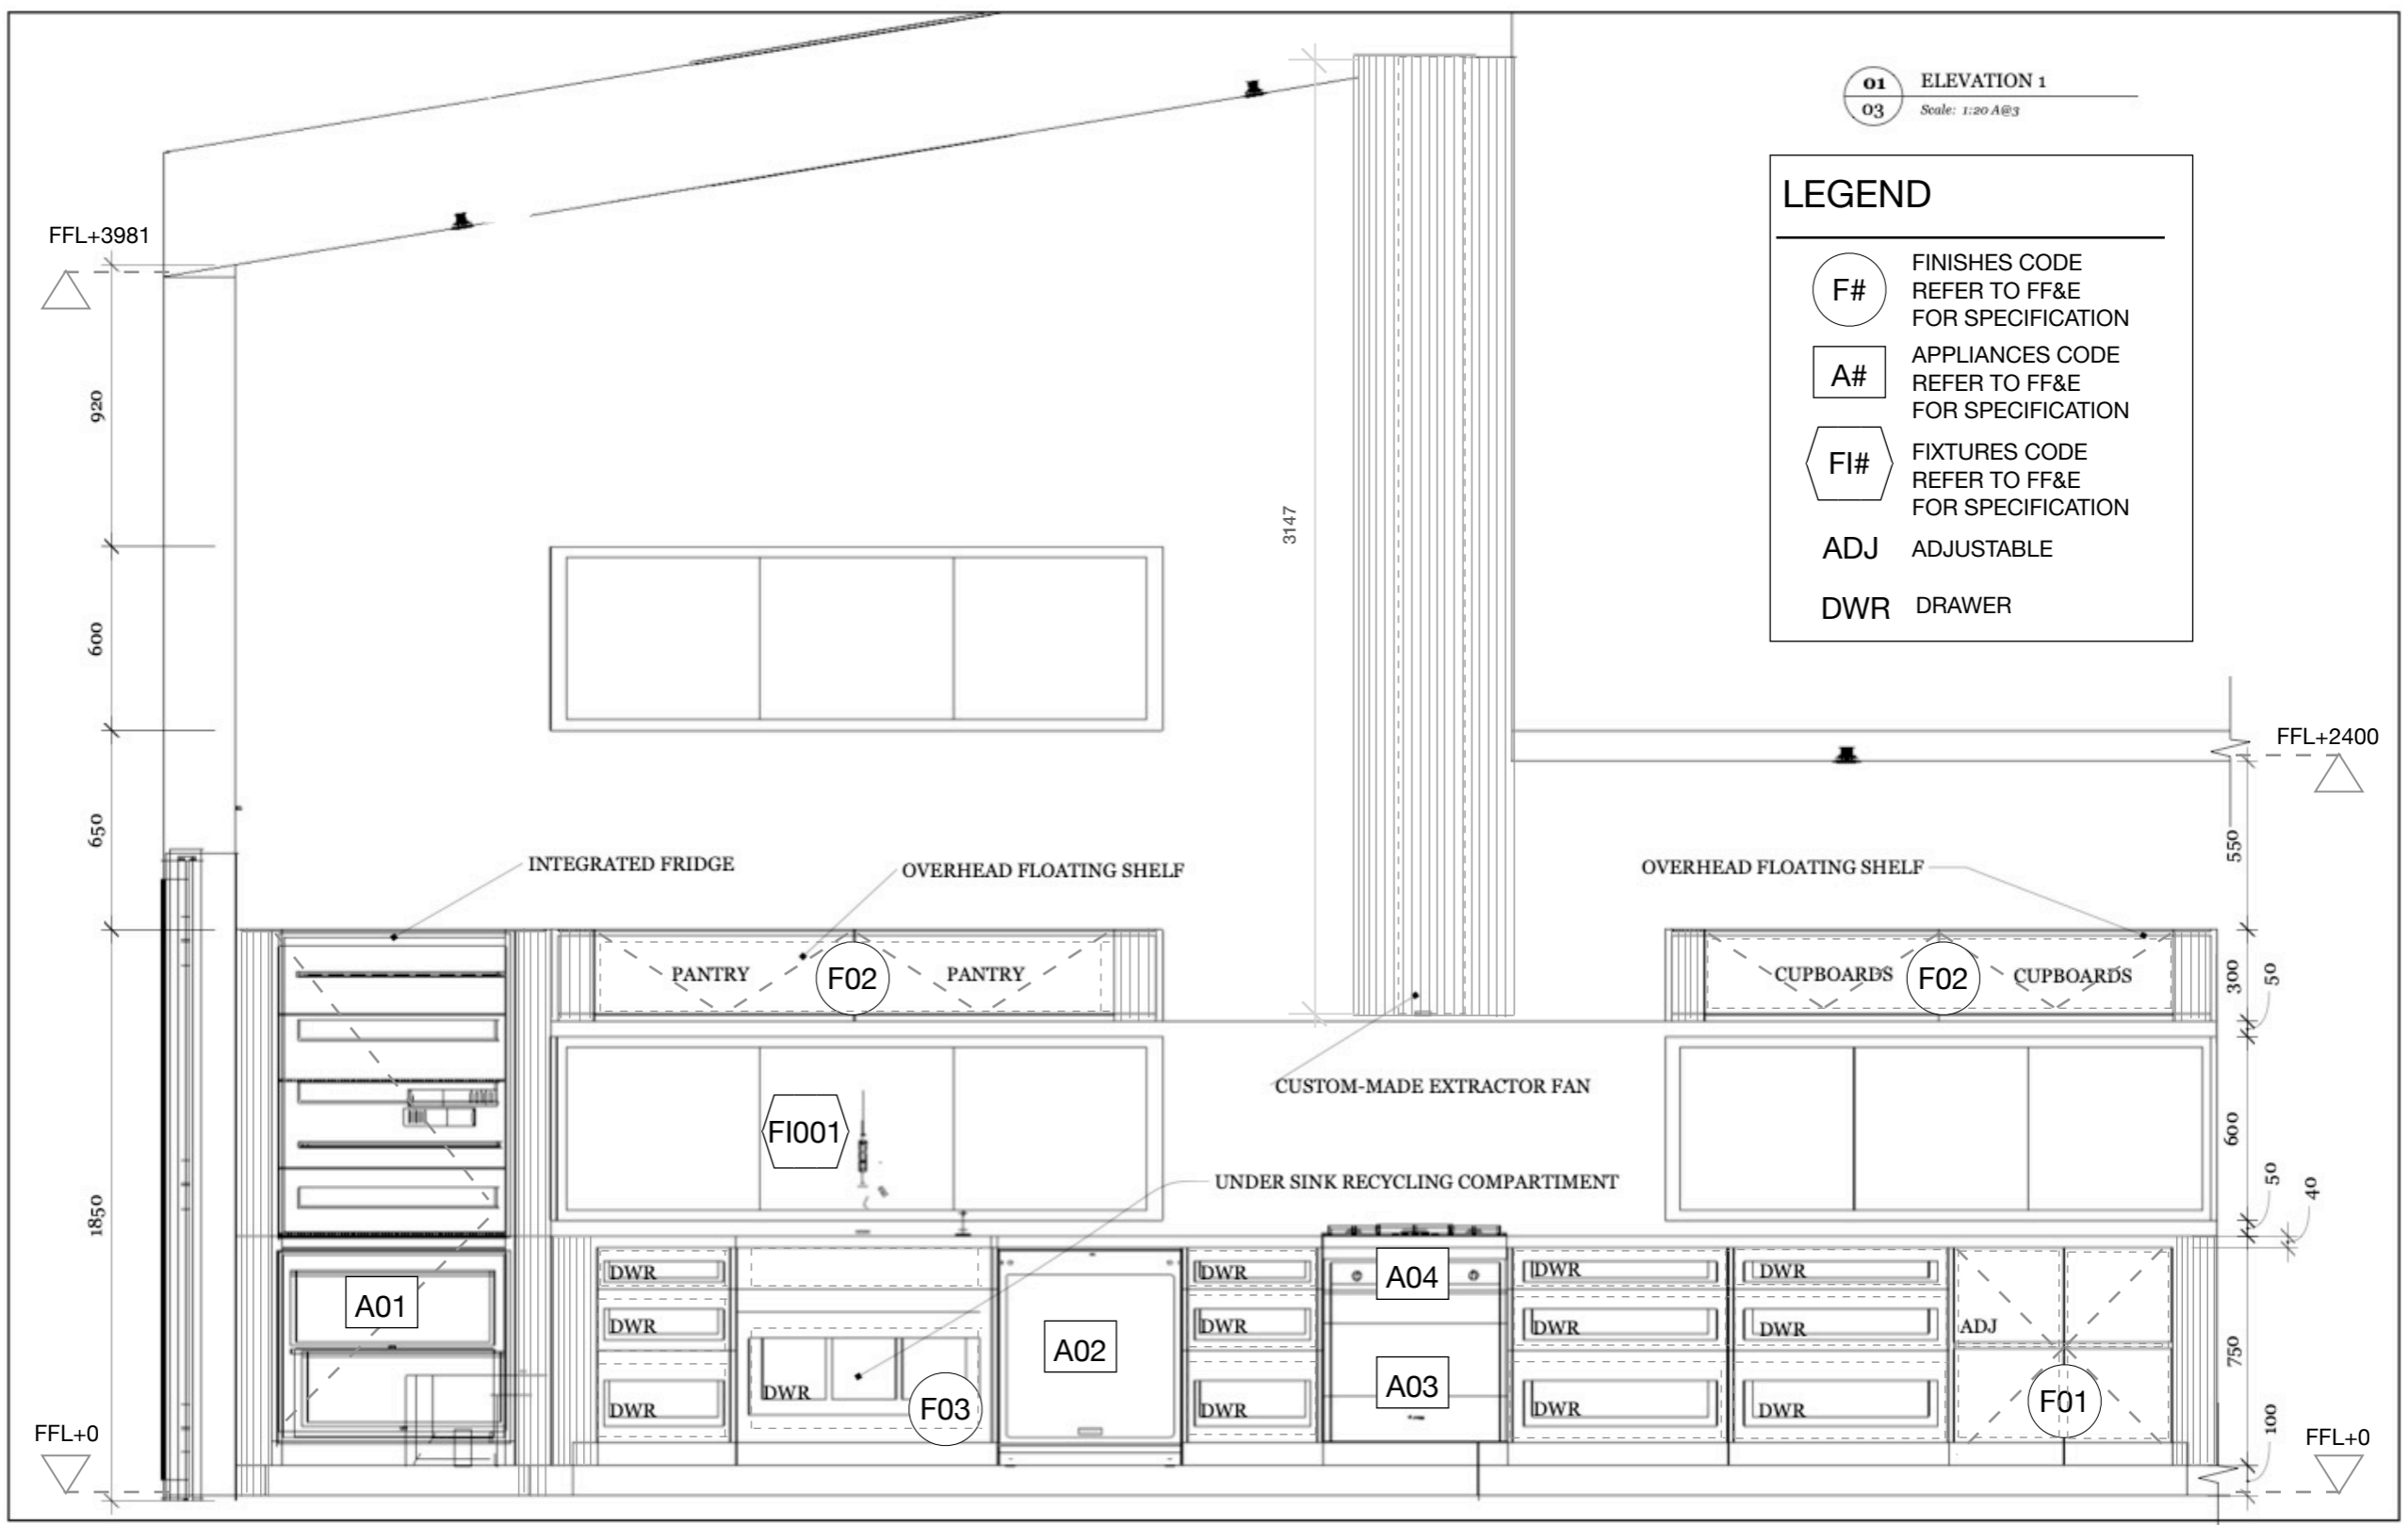 01 ELEVATION 1
03 Scale: 1:20 A@3
LEGEND
F# FINISHES CODE
REFER TO FF&E
FOR SPECIFICATION
A# APPLIANCES CODE
REFER TO FF&E
FOR SPECIFICATION
FI# FIXTURES CODE
REFER TO FF&E
FOR SPECIFICATION
ADJ ADJUSTABLE
DWR DRAWER
FFL+3981
920
600
650
1850
FFL+0
3147
FFL+2400
550
300
50
600
50
40
750
100
FFL+0
INTEGRATED FRIDGE
OVERHEAD FLOATING SHELF
OVERHEAD FLOATING SHELF
PANTRY
F02
PANTRY
CUPBOARDS
F02
CUPBOARDS
CUSTOM-MADE EXTRACTOR FAN
FI001
UNDER SINK RECYCLING COMPARTIMENT
A01
DWR
DWR
DWR
DWR
F03
A02
DWR
DWR
DWR
A04
A03
DWR
DWR
DWR
DWR
DWR
DWR
ADJ
F01